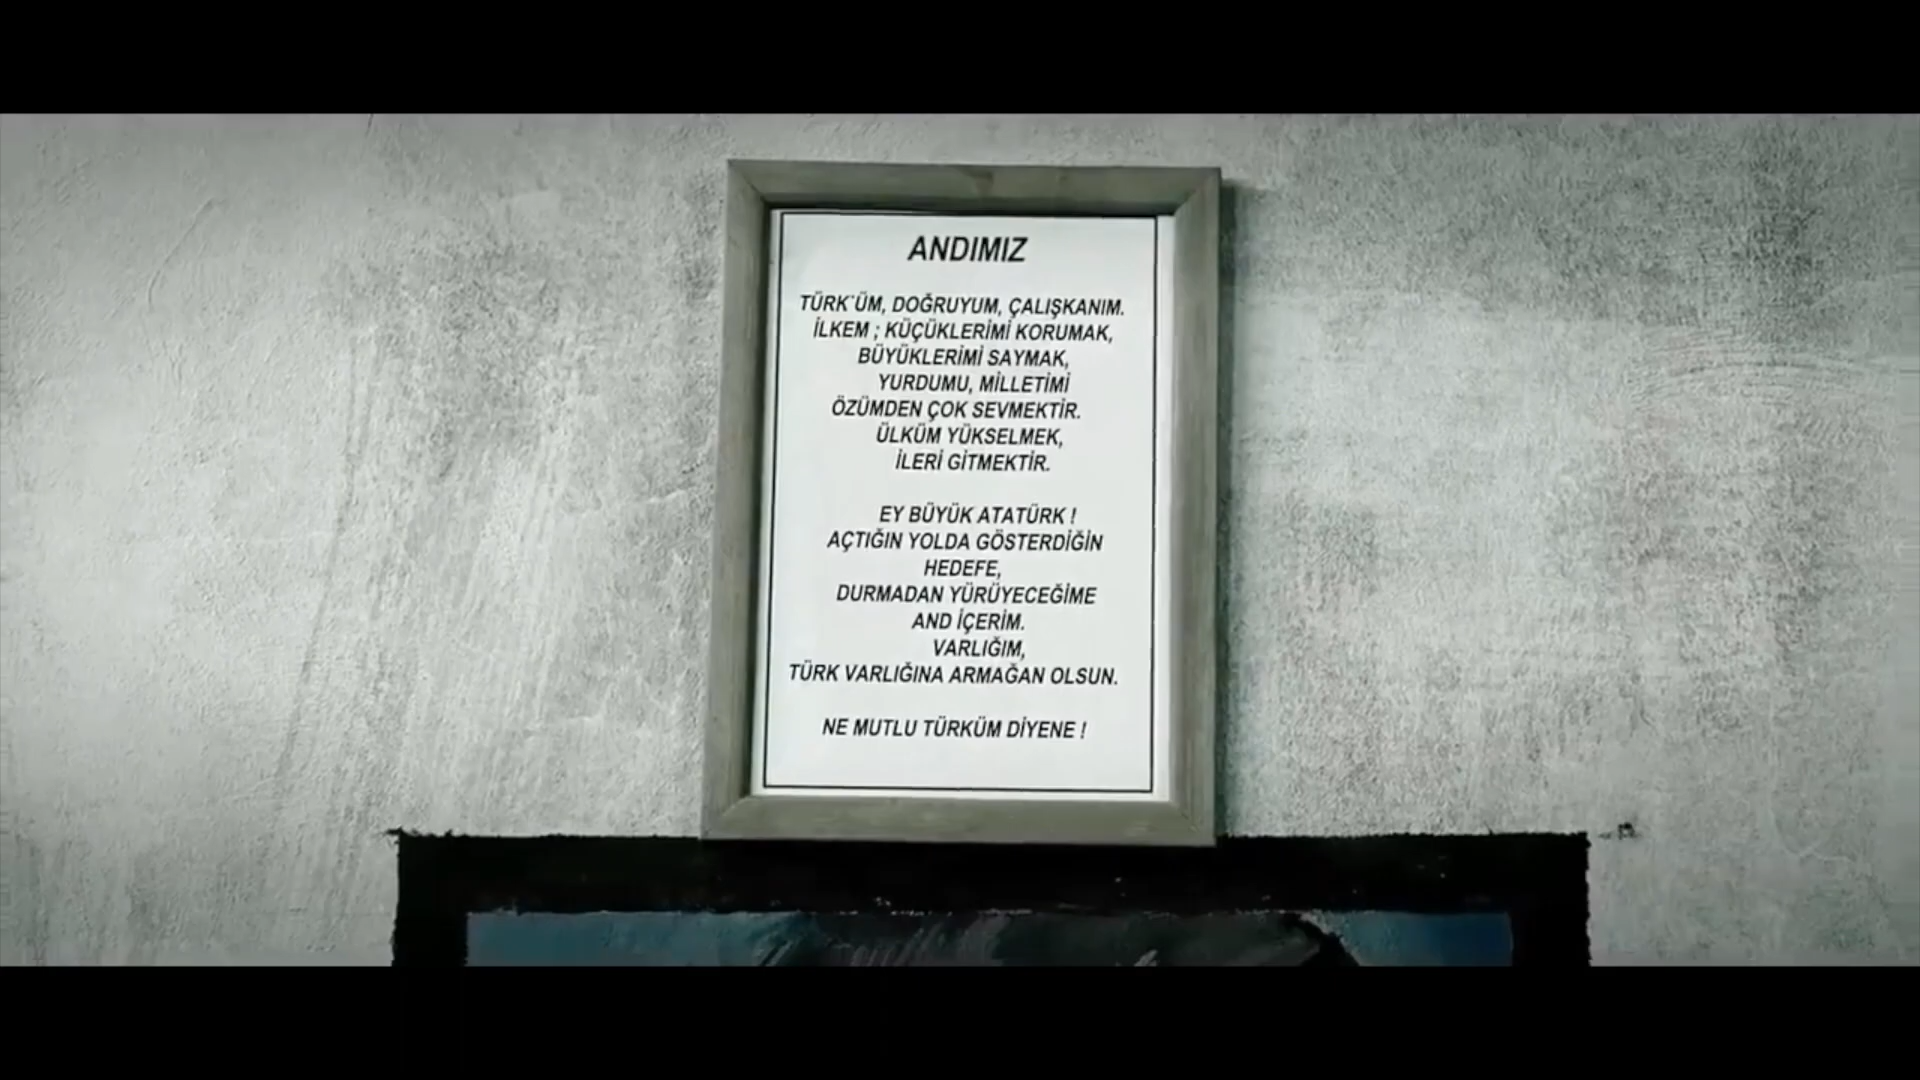 ANDIMIZ
TÜRK'ÜM, DOĞRUYUM, ÇALIŞKANIM.
İLKEM ; KÜÇÜKLERİMİ KORUMAK,
BÜYÜKLERİMİ SAYMAK,
YURDUMU, MİLLETİMİ
ÖZÜMDEN ÇOK SEVMEKTİR.
ÜLKÜM YÜKSELMEK,
İLERİ GİTMEKTİR.
EY BÜYÜK ATATÜRK !
AÇTIĞIN YOLDA GÖSTERDİĞİN
HEDEFE,
DURMADAN YÜRÜYECEĞİME
AND İÇERİM.
VARLIĞIM,
TÜRK VARLIĞINA ARMAĞAN OLSUN.
NE MUTLU TÜRKÜM DİYENE !